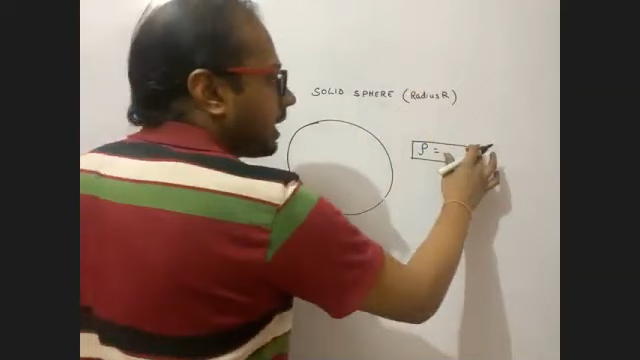 SOLID SPHERE (Radius R)
ρ =